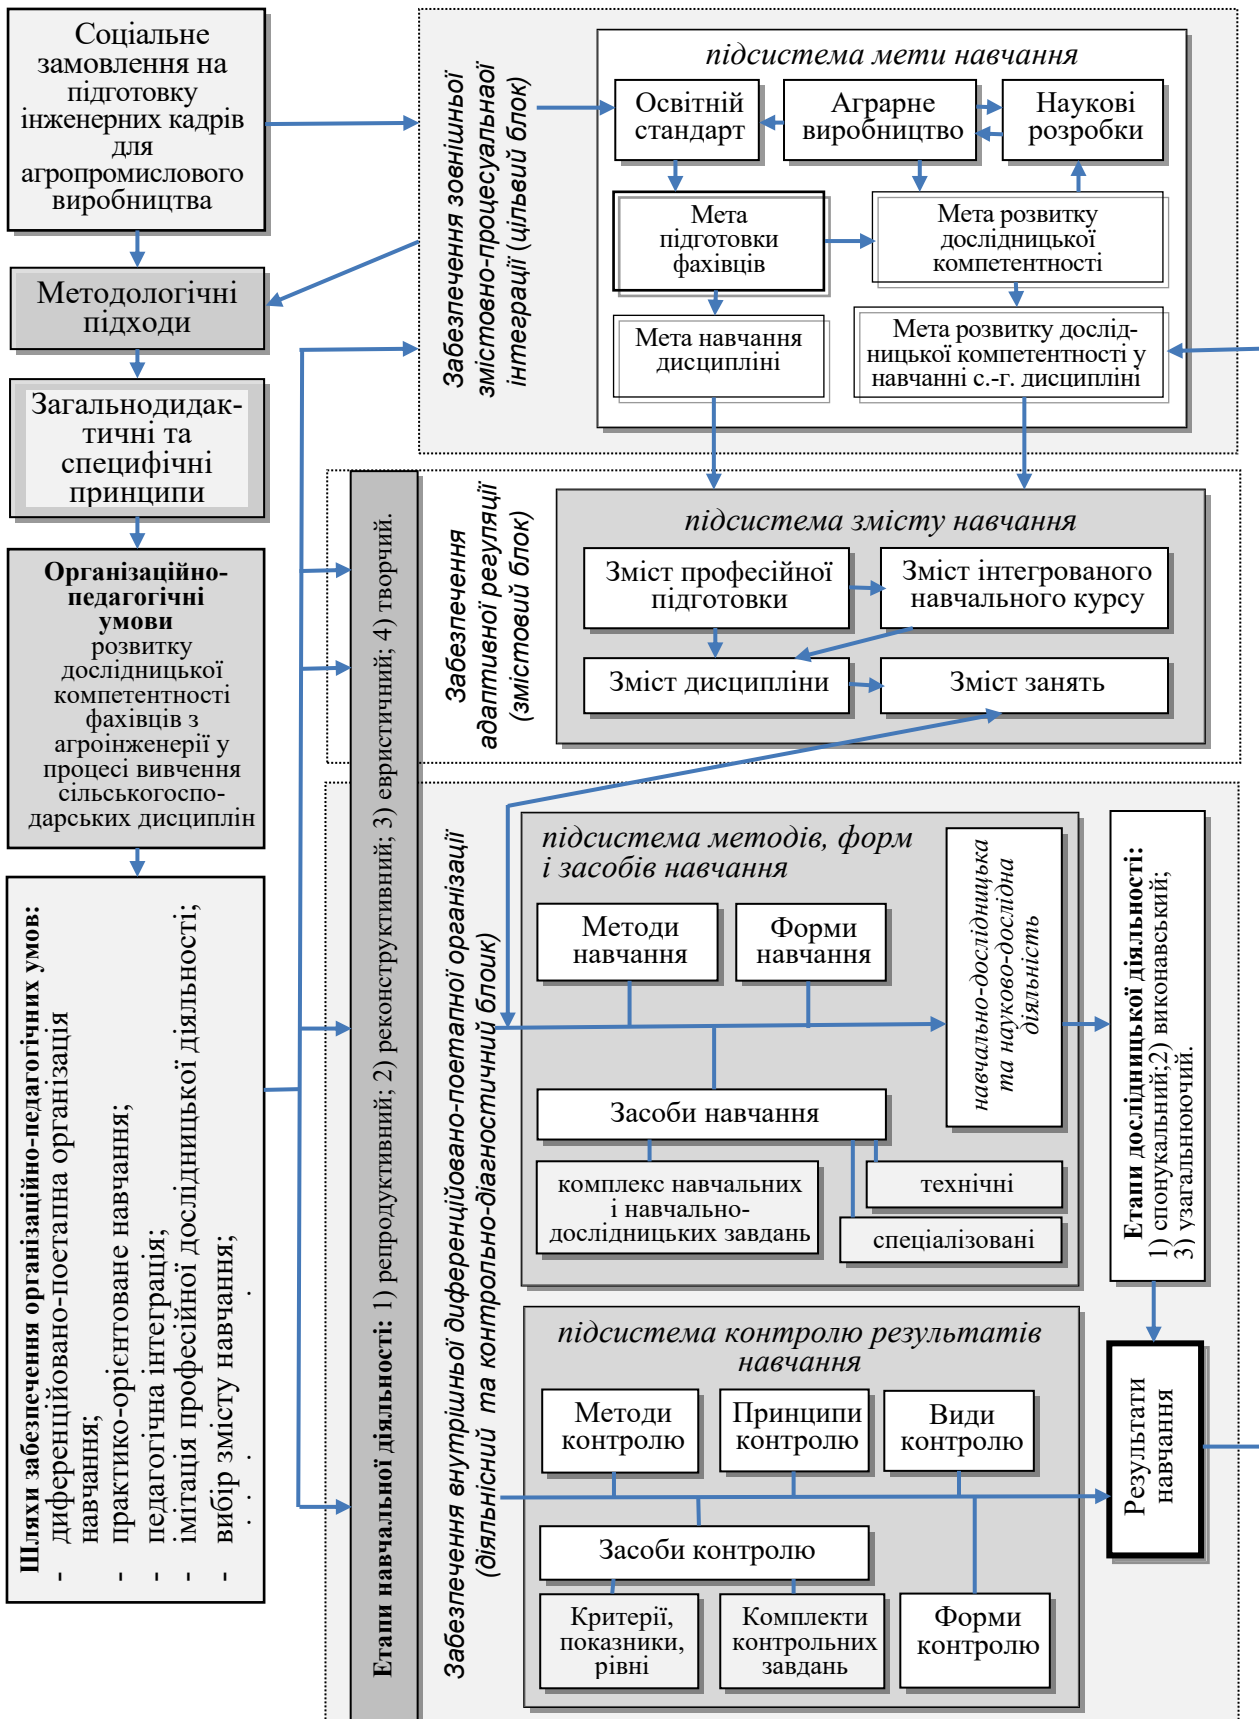 Соціальне
замовлення на
підготовку
інженерних кадрів
для
агропромислового
виробництва
Методологічні
підходи
Загальнодидак-
тичні та
специфічні
принципи
Організаційно-
педагогічні
умови
розвитку
дослідницької
компетентності
фахівців з
агроінженерії у
процесі вивчення
сільськогоспо-
дарських дисциплін
Шляхи забезпечення організаційно-педагогічних умов:
- диференційовано-поетапна організація
навчання;
- практико-орієнтоване навчання;
- педагогічна інтеграція;
- імітація професійної дослідницької діяльності;
- вибір змісту навчання;
Етапи навчальної діяльності: 1) репродуктивний; 2) реконструктивний; 3) евристичний; 4) творчий.
Забезпечення зовнішньої
змістовно-процесуальнаої
інтеграції (цільвий блок)
підсистема мети навчання
Освітній
стандарт
Аграрне
виробництво
Наукові
розробки
Мета
підготовки
фахівців
Мета розвитку
дослідницької
компетентності
Мета навчання
дисципліні
Мета розвитку дослід-
ницької компетентності у
навчанні с.-г. дисципліні
Забезпечення
адаптивної регуляції
(змістовий блок)
підсистема змісту навчання
Зміст професійної
підготовки
Зміст інтегрованого
навчального курсу
Зміст дисципліни
Зміст занять
Забезпечення внутрішньої диференційовано-поетапної організації
(діяльнісний та контрольно-діагностичний блоик)
підсистема методів, форм
і засобів навчання
Методи
навчання
Форми
навчання
навчально-дослідницька
та науково-дослідна
діяльність
Засоби навчання
комплекс навчальних
і навчально-
дослідницьких завдань
технічні
спеціалізовані
Етапи дослідницької діяльності:
1) спонукальний;2) виконавський;
3) узагальнюючий.
підсистема контролю результатів
навчання
Методи
контролю
Принципи
контролю
Види
контролю
Засоби контролю
Критерії,
показники,
рівні
Комплекти
контрольних
завдань
Форми
контролю
Результати
навчання